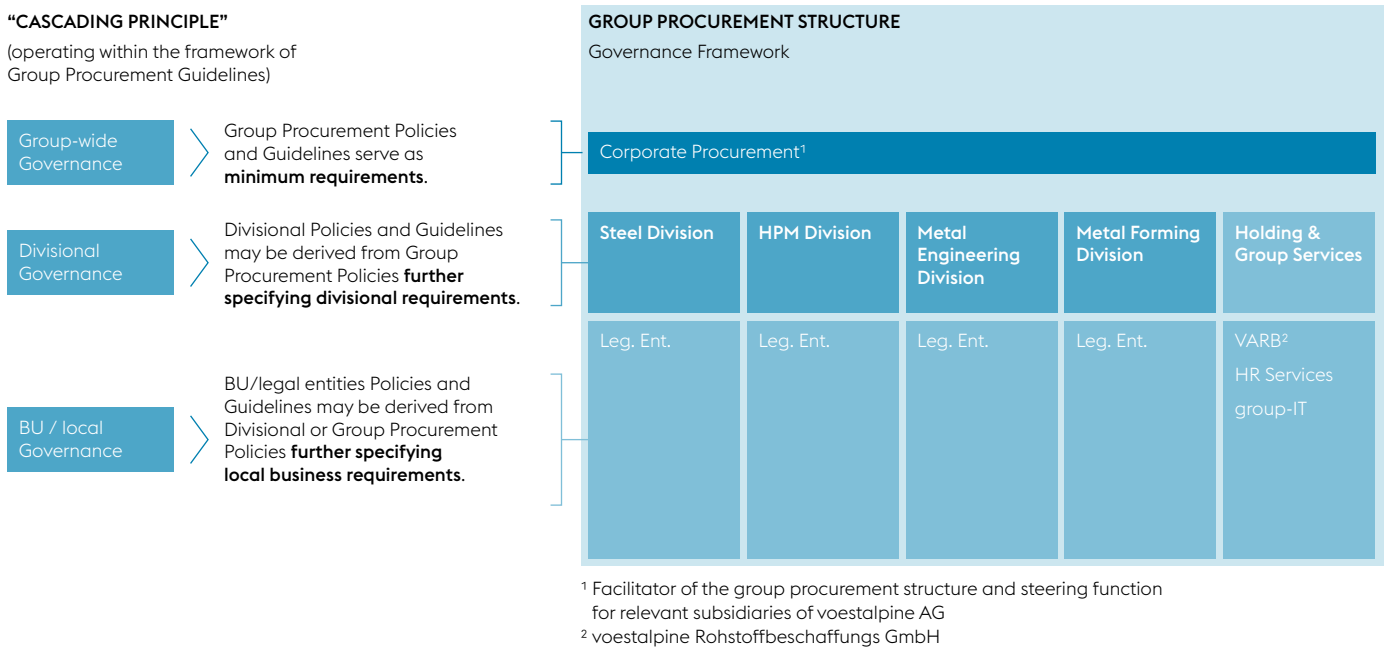 “CASCADING PRINCIPLE”
(operating within the framework of
Group Procurement Guidelines)
Group-wide
Governance
Group Procurement Policies
and Guidelines serve as
minimum requirements.
Divisional
Governance
Divisional Policies and Guidelines
may be derived from Group
Procurement Policies further
specifying divisional requirements.
BU / local
Governance
BU/legal entities Policies and
Guidelines may be derived from
Divisional or Group Procurement
Policies further specifying
local business requirements.
GROUP PROCUREMENT STRUCTURE
Governance Framework
Corporate Procurement¹
Steel Division
HPM Division
Metal
Engineering
Division
Metal Forming
Division
Holding &
Group Services
Leg. Ent.
Leg. Ent.
Leg. Ent.
Leg. Ent.
VARB²
HR Services
group-IT
¹ Facilitator of the group procurement structure and steering function
for relevant subsidiaries of voestalpine AG
² voestalpine Rohstoffbeschaffungs GmbH